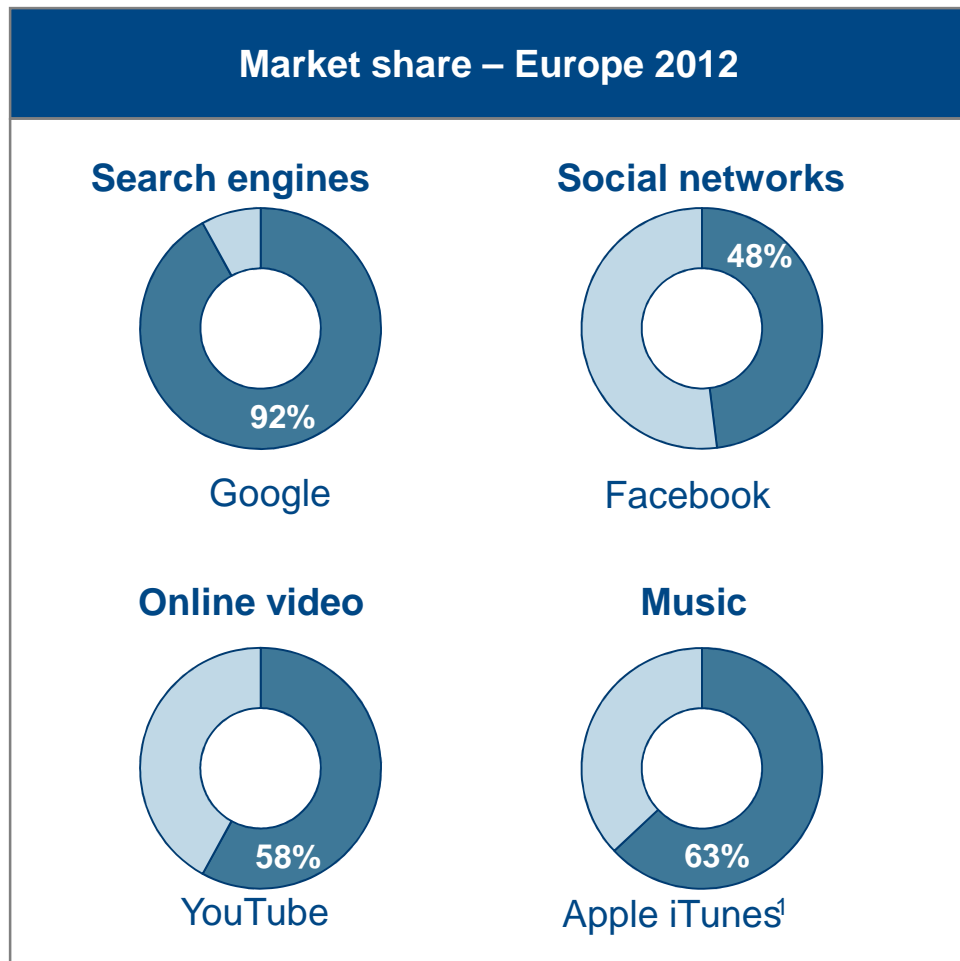 Market share – Europe 2012
Search engines
92%
Google
Social networks
48%
Facebook
Online video
58%
YouTube
Music
63%
Apple iTunes¹